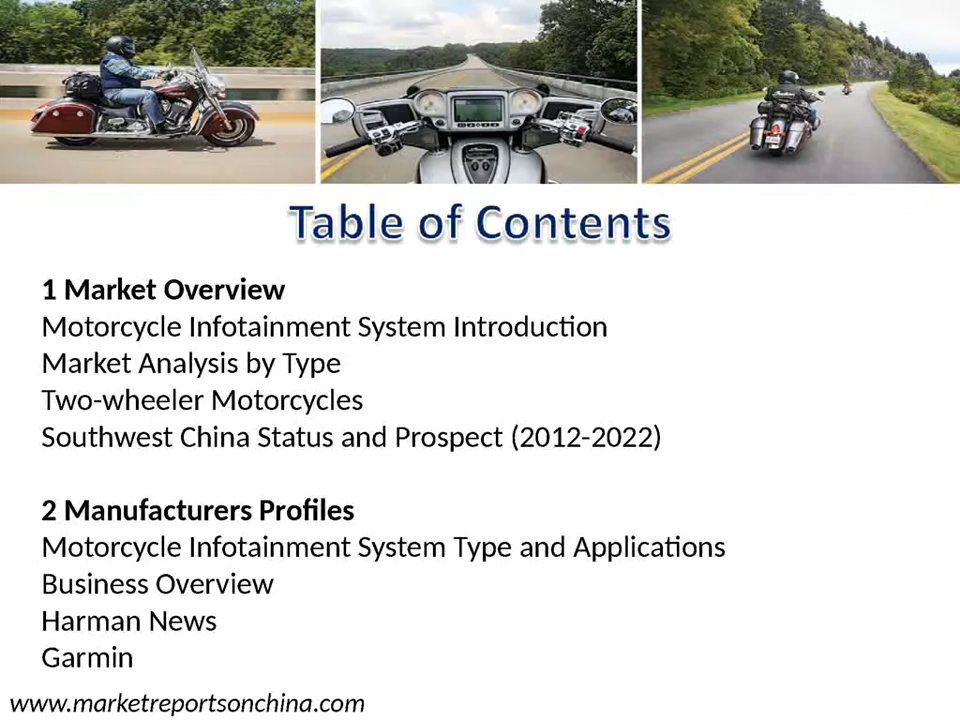 Table of Contents
1 Market Overview
Motorcycle Infotainment System Introduction
Market Analysis by Type
Two-wheeler Motorcycles
Southwest China Status and Prospect (2012-2022)
2 Manufacturers Profiles
Motorcycle Infotainment System Type and Applications
Business Overview
Harman News
Garmin
www.marketreportsonchina.com